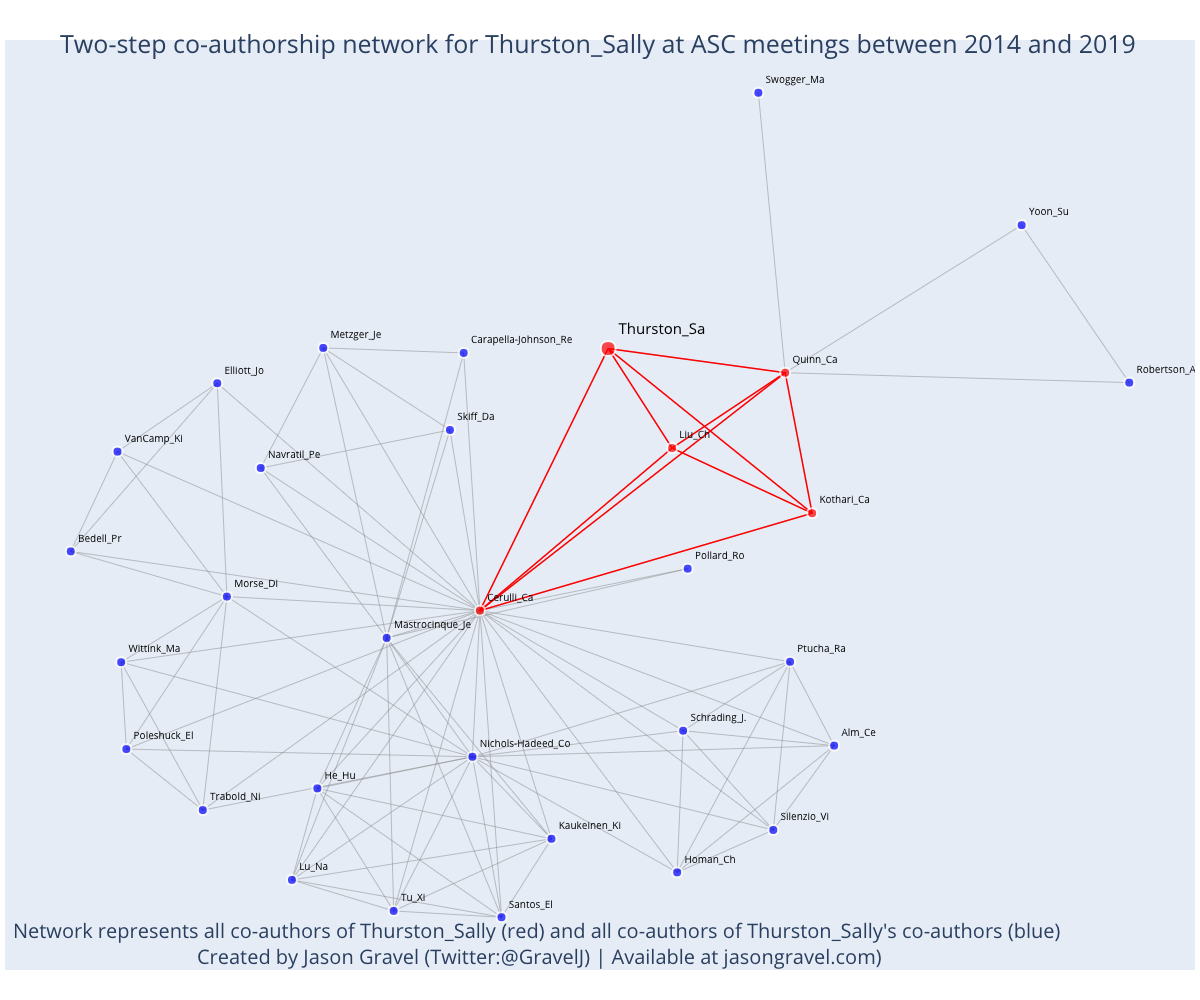 Two-step co-authorship network for Thurston_Sally at ASC meetings between 2014 and 2019
Swogger_Ma
Yoon_Su
Thurston_Sa
Metzger_Je
Carapella-Johnson_Re
Quinn_Ca
Elliott_Jo
Robertson_A
Skiff_Da
VanCamp_Ki
Liu_Ch
Navratil_Pe
Kothari_Ca
Bedell_Pr
Pollard_Ro
Morse_Di
Cerulli_Ca
Mastrocinque_Je
Wittink_Ma
Ptucha_Ra
Schrading_J.
Poleshuck_El
Alm_Ce
Nichols-Hadeed_Co
He_Hu
Trabold_Ni
Silenzio_Vi
Kaukeinen_Ki
Homan_Ch
Lu_Na
Tu_Xi
Santos_El
Network represents all co-authors of Thurston_Sally (red) and all co-authors of Thurston_Sally's co-authors (blue)
Created by Jason Gravel (Twitter:@GravelJ) | Available at jasongravel.com)